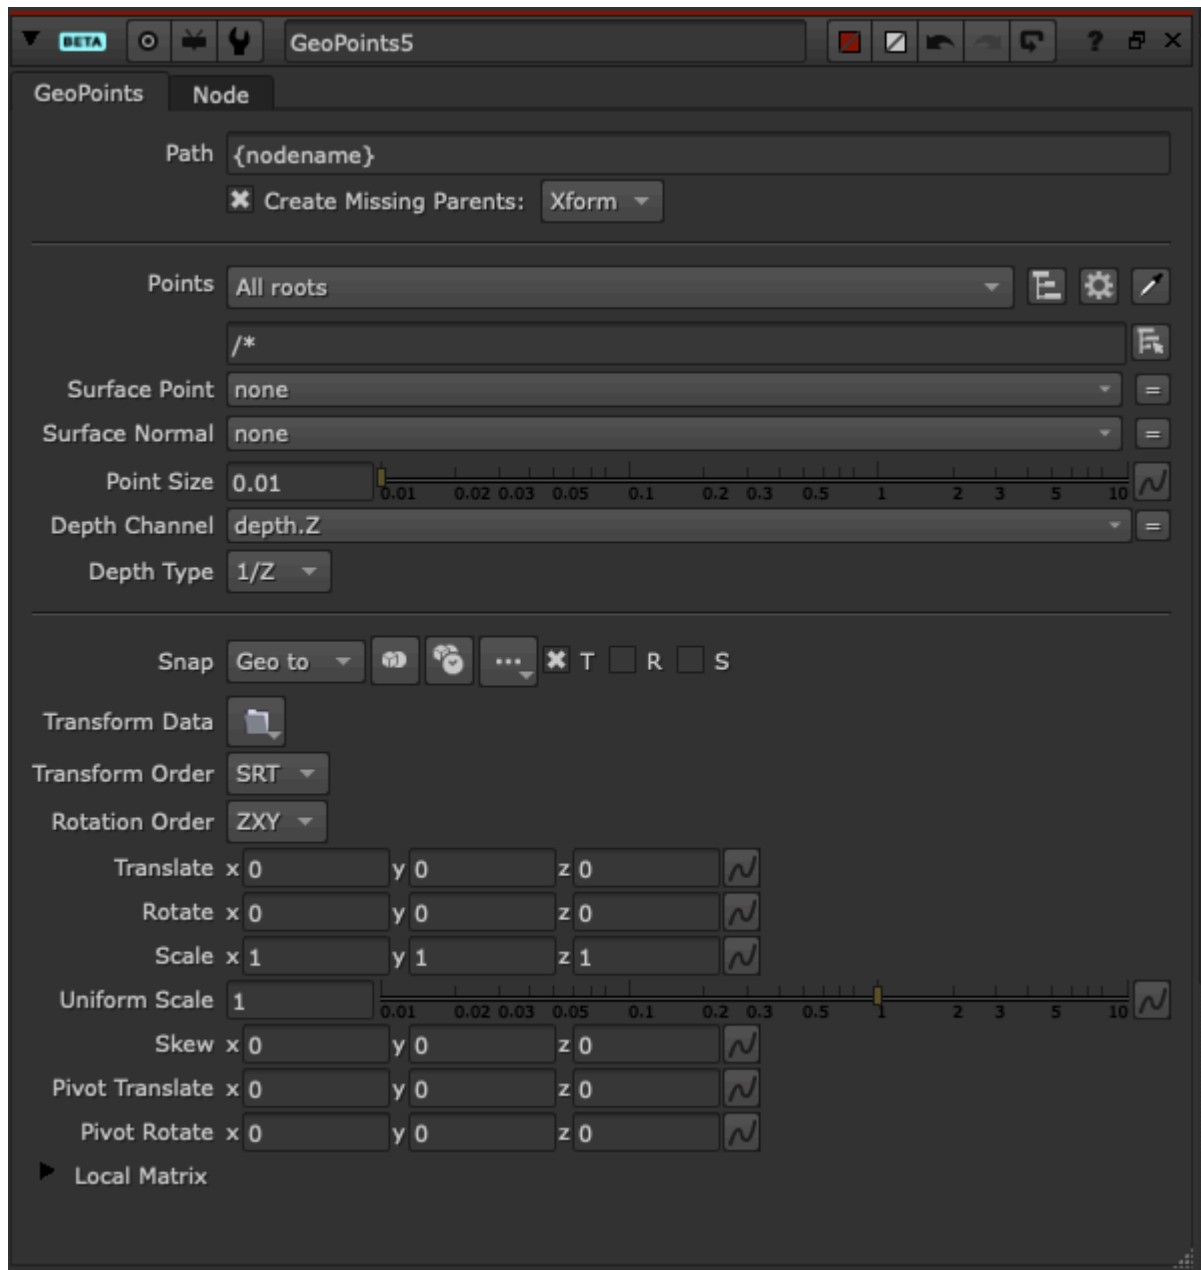 BETA GeoPoints5 ?
GeoPoints Node
Path {nodename}
Create Missing Parents: Xform
Points All roots
/*
Surface Point none =
Surface Normal none =
Point Size 0.01 0.01 0.02 0.03 0.05 0.1 0.2 0.3 0.5 1 2 3 5 10
Depth Channel depth.Z =
Depth Type 1/Z
Snap Geo to ... T R S
Transform Data
Transform Order SRT
Rotation Order ZXY
Translate x 0 y 0 z 0
Rotate x 0 y 0 z 0
Scale x 1 y 1 z 1
Uniform Scale 1 0.01 0.02 0.03 0.05 0.1 0.2 0.3 0.5 1 2 3 5 10
Skew x 0 y 0 z 0
Pivot Translate x 0 y 0 z 0
Pivot Rotate x 0 y 0 z 0
Local Matrix